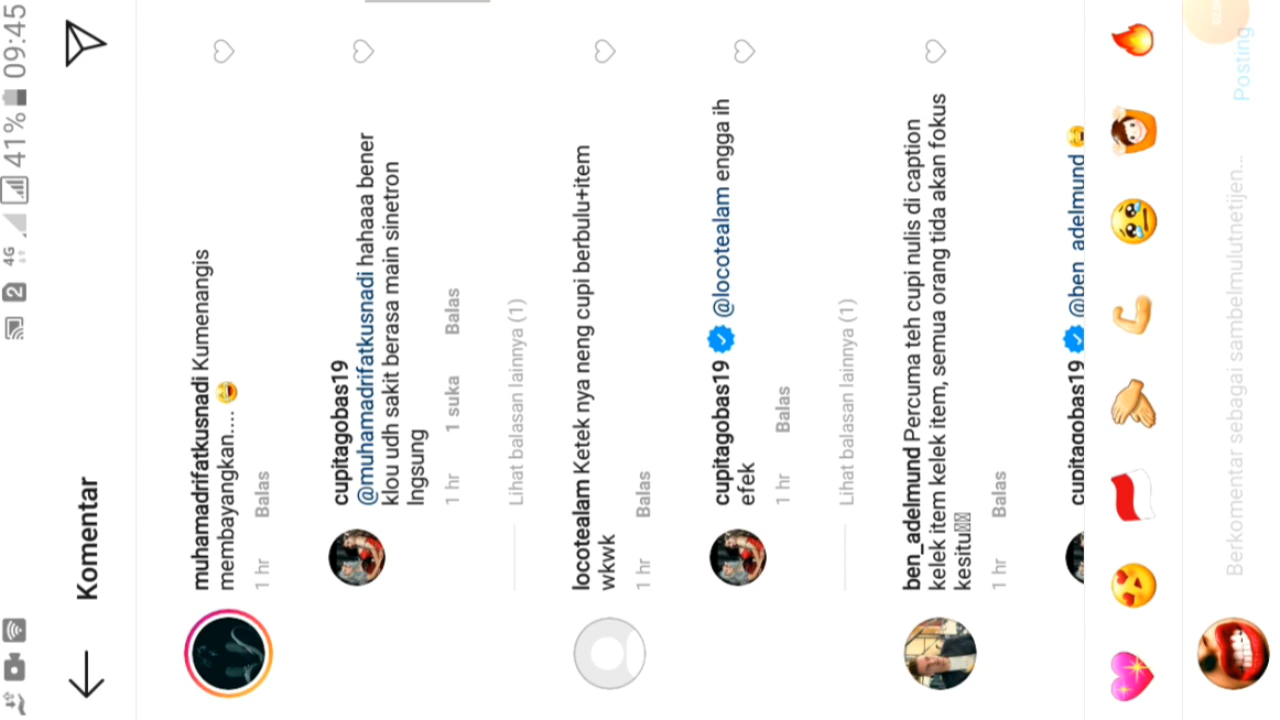 4G 2 41% 09:45
Komentar
muhamadrifatkusnadi Kumenangis
membayangkan....
1 hr Balas
cupitagobas19
@muhamadrifatkusnadi hahaaa bener
klou udh sakit berasa main sinetron
lngsung
1 hr 1 suka Balas
Lihat balasan lainnya (1)
locotealam Ketek nya neng cupi berbulu+item
wkwk
1 hr Balas
cupitagobas19 @locotealam engga ih
efek
1 hr Balas
Lihat balasan lainnya (1)
ben_adelmund Percuma teh cupi nulis di caption
kelek item kelek item, semua orang tida akan fokus
kesitu
1 hr Balas
cupitagobas19 @ben_adelmund
Berkomentar sebagai sambelmulutnetijen...
Posting